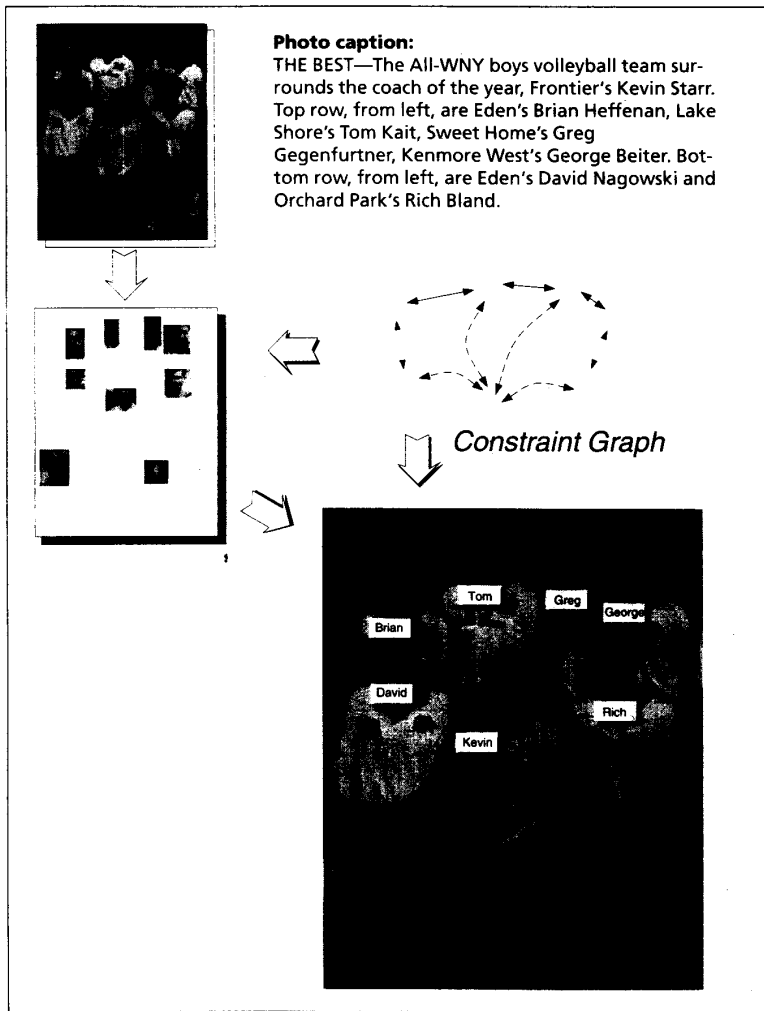 Photo caption:
THE BEST—The All-WNY boys volleyball team sur-
rounds the coach of the year, Frontier's Kevin Starr.
Top row, from left, are Eden's Brian Heffenan, Lake
Shore's Tom Kait, Sweet Home's Greg
Gegenfurtner, Kenmore West's George Beiter. Bot-
tom row, from left, are Eden's David Nagowski and
Orchard Park's Rich Bland.
Constraint Graph
Tom
Greg
George
Brian
David
Rich
Kevin